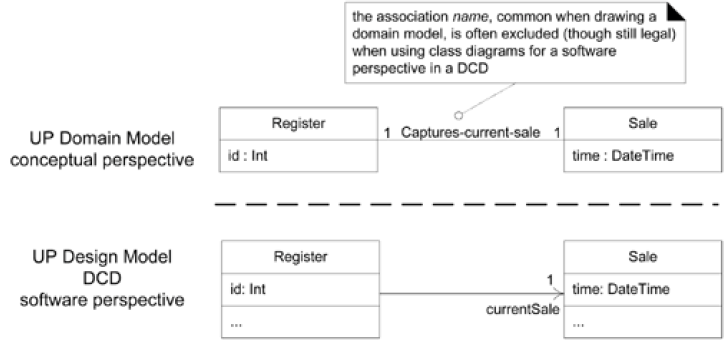 the association name, common when drawing a
domain model, is often excluded (though still legal)
when using class diagrams for a software
perspective in a DCD
UP Domain Model
conceptual perspective
Register
id : Int
1 Captures-current-sale 1
Sale
time : DateTime
UP Design Model
DCD
software perspective
Register
id: Int
...
1
currentSale
Sale
time: DateTime
...